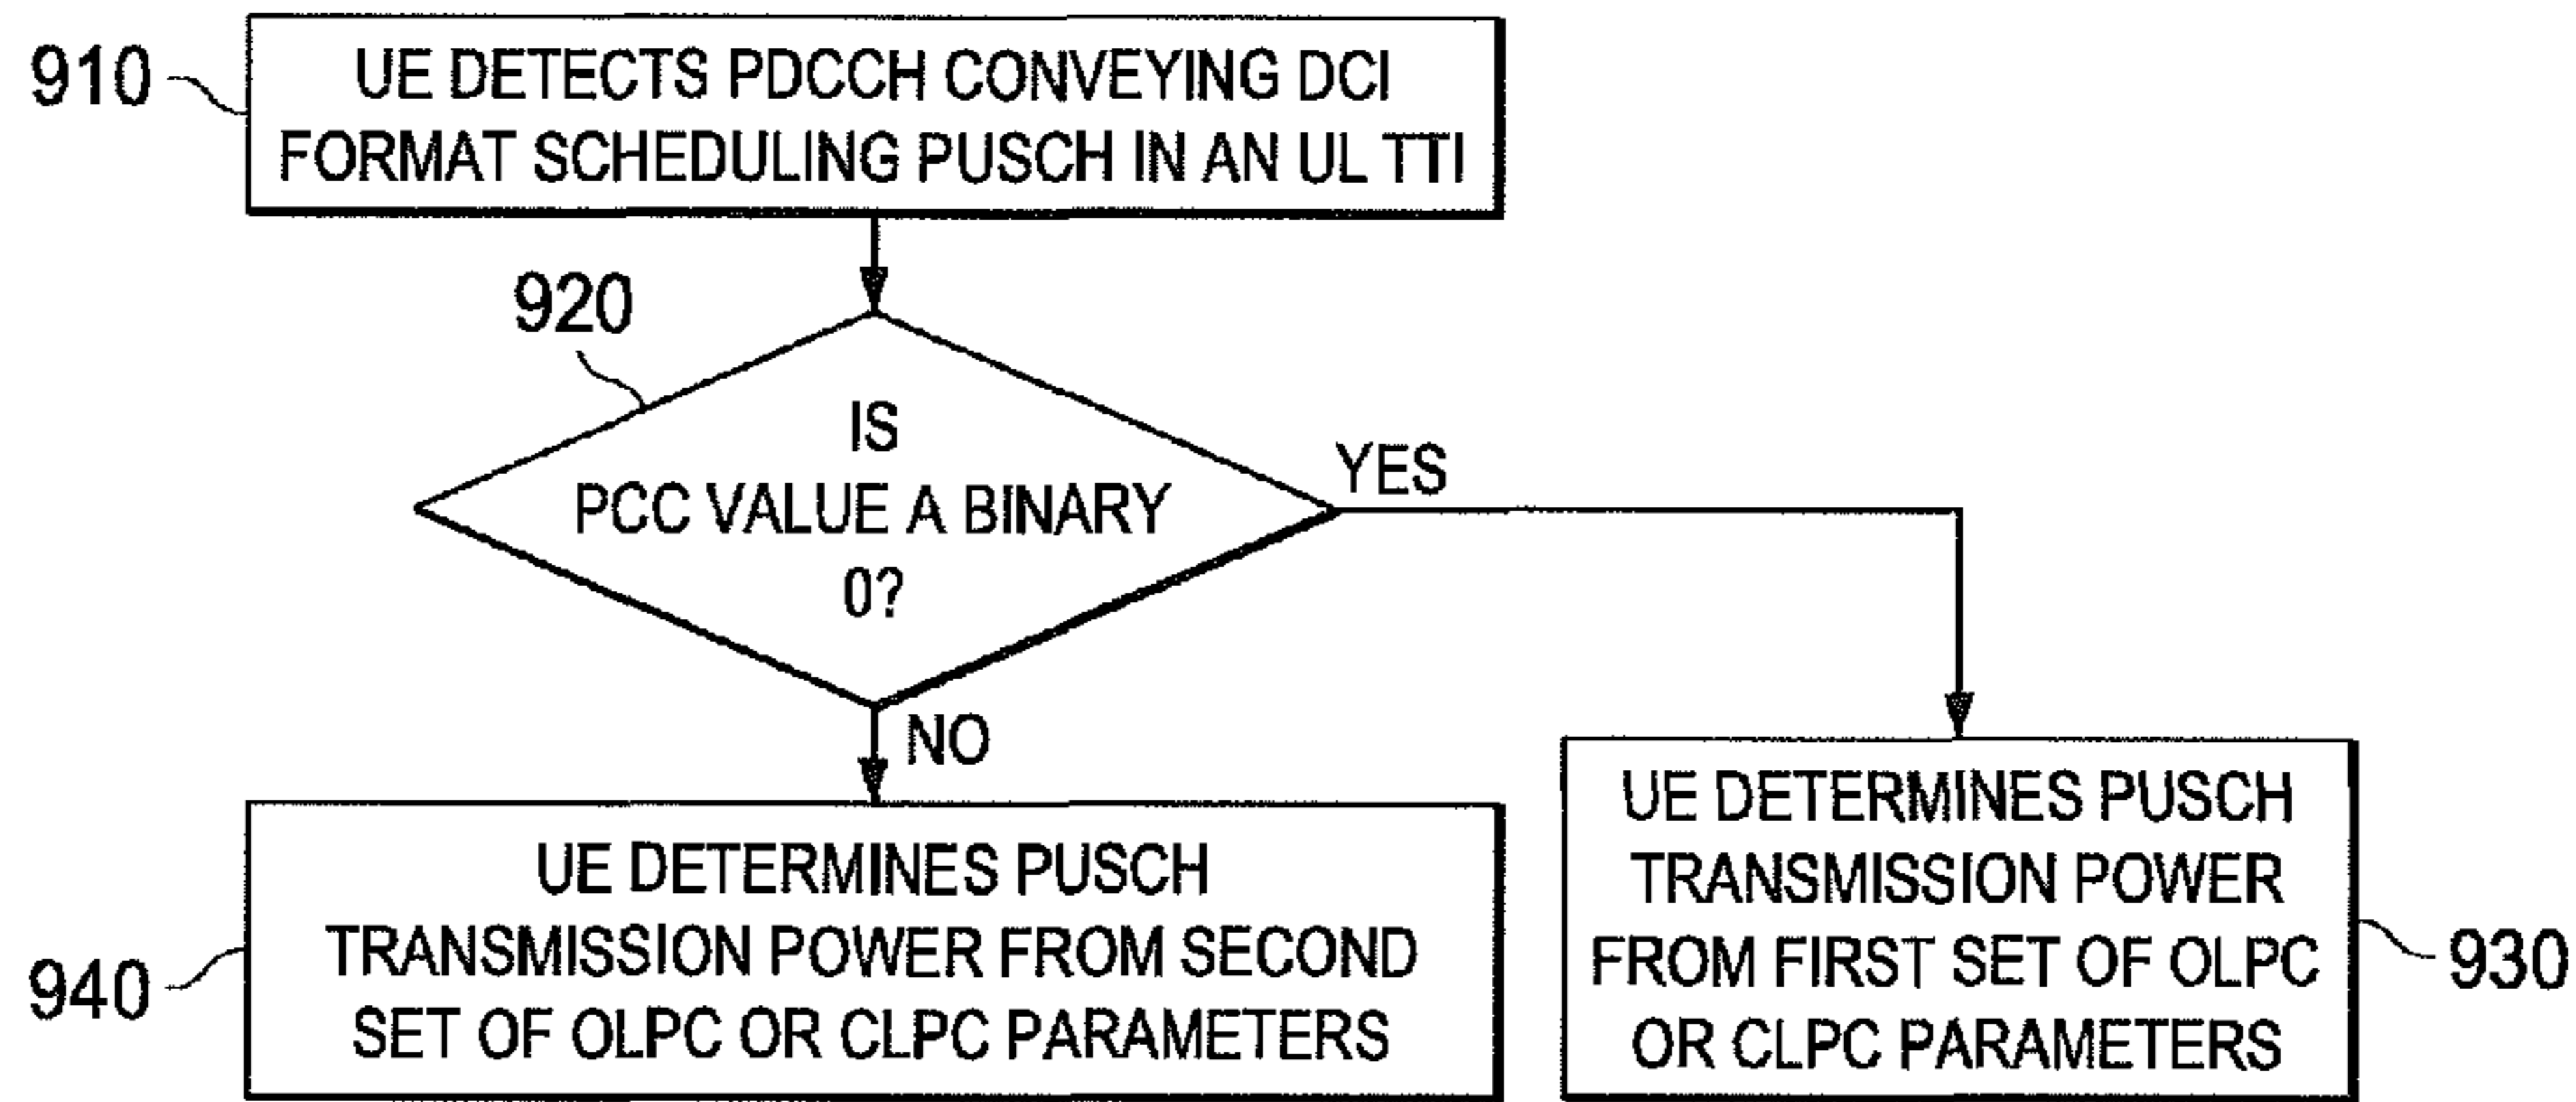 910
UE DETECTS PDCCH CONVEYING DCI
FORMAT SCHEDULING PUSCH IN AN UL TTI
920
IS
PCC VALUE A BINARY
0?
YES
NO
UE DETERMINES PUSCH
TRANSMISSION POWER FROM SECOND
SET OF OLPC OR CLPC PARAMETERS
940
UE DETERMINES PUSCH
TRANSMISSION POWER
FROM FIRST SET OF OLPC
OR CLPC PARAMETERS
930